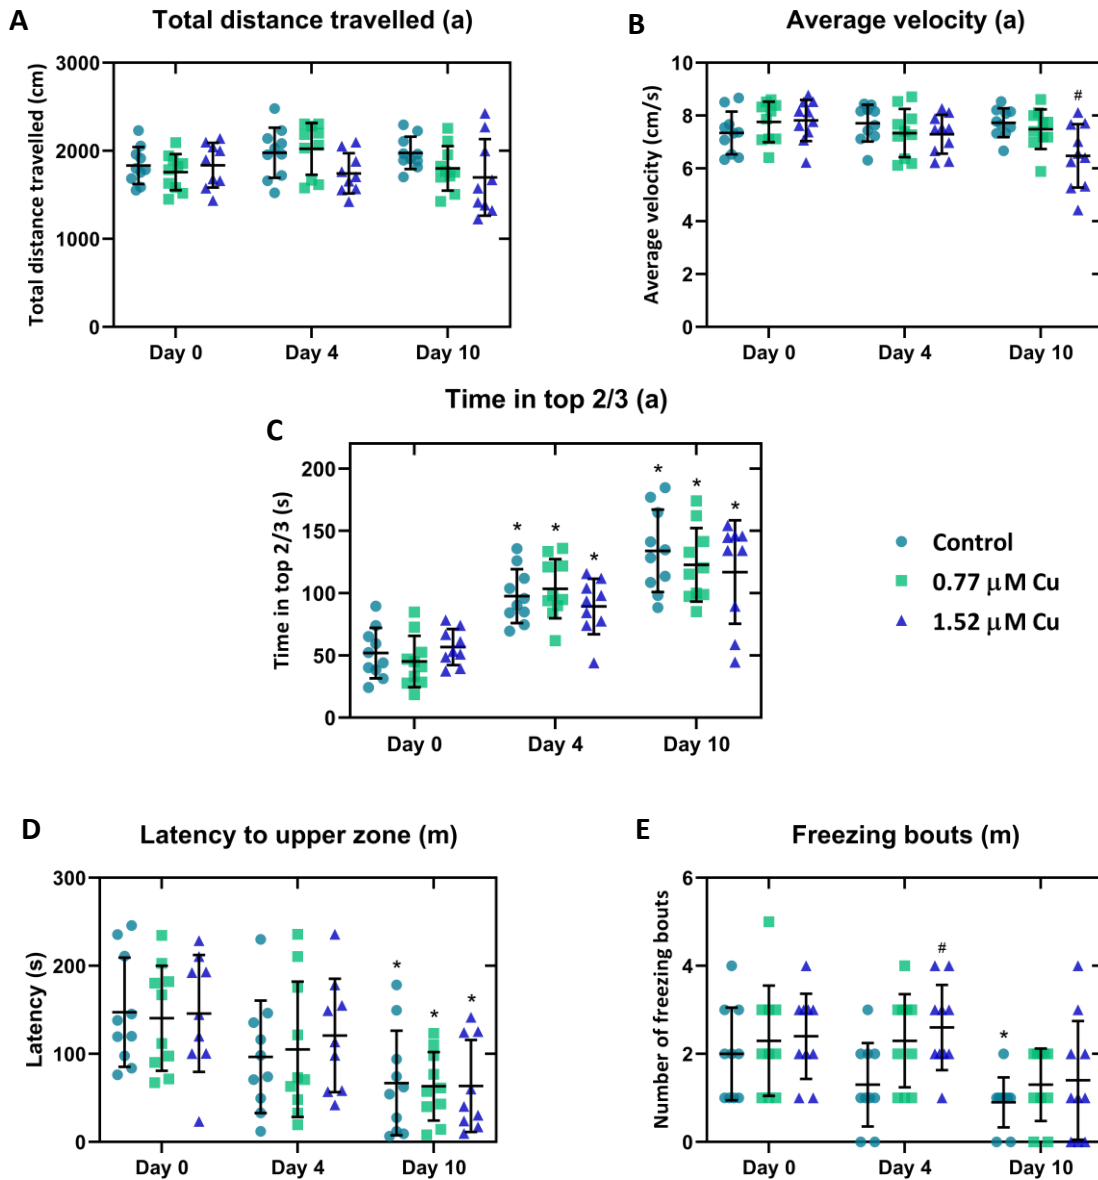 A
Total distance travelled (a)
Total distance travelled (cm)
3000
2000
1000
0
Day 0
Day 4
Day 10
B
Average velocity (a)
Average velocity (cm/s)
10
8
6
4
2
0
#
Day 0
Day 4
Day 10
C
Time in top 2/3 (a)
Time in top 2/3 (s)
200
150
100
50
0
* * *
* * *
Day 0
Day 4
Day 10
Control
0.77 μM Cu
1.52 μM Cu
D
Latency to upper zone (m)
Latency (s)
300
200
100
0
* * *
Day 0
Day 4
Day 10
E
Freezing bouts (m)
Number of freezing bouts
6
4
2
0
#
*
Day 0
Day 4
Day 10